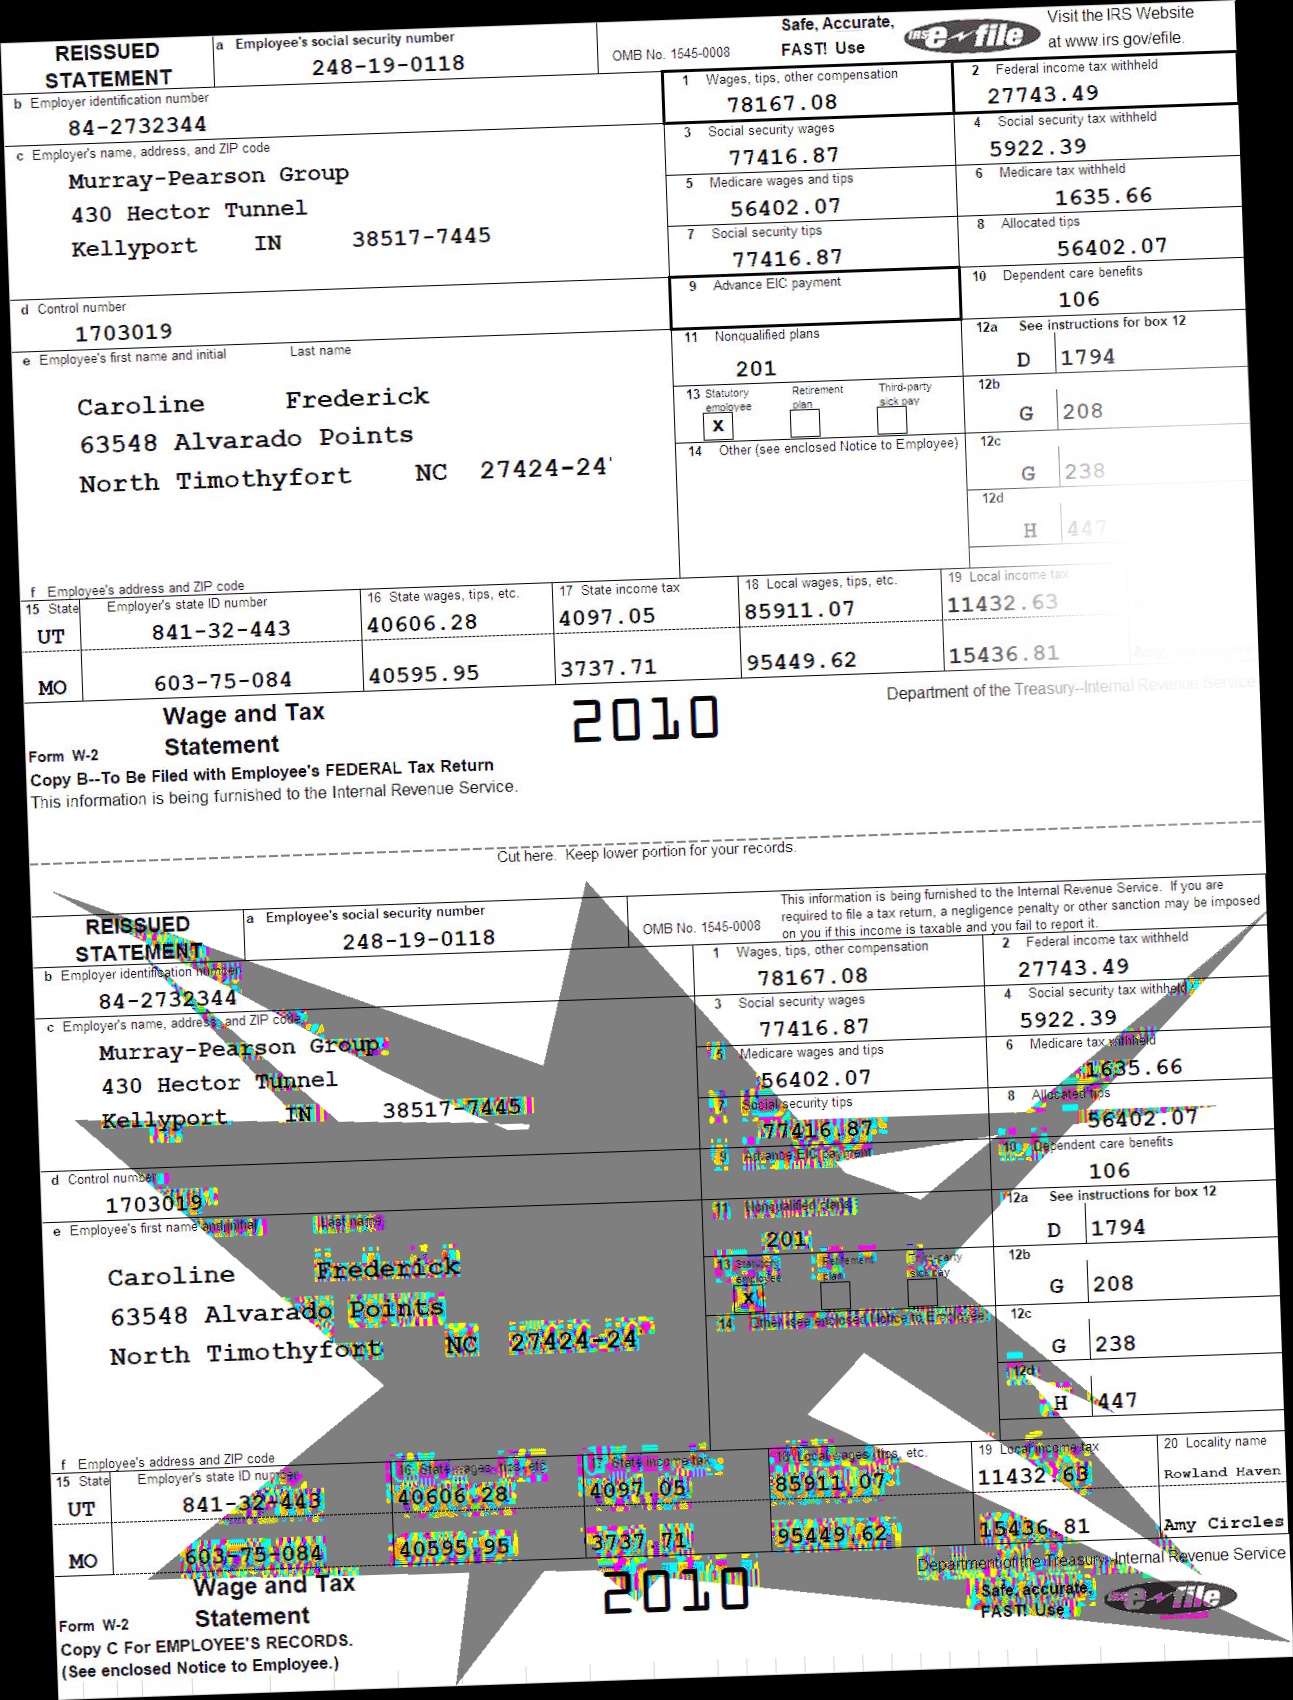 REISSUED
STATEMENT
a Employee's social security number
248-19-0118
OMB No. 1545-0008
Safe, Accurate,
FAST! Use
IRS e-file
Visit the IRS Website
at www.irs.gov/efile.
b Employer identification number
84-2732344
1 Wages, tips, other compensation
78167.08
2 Federal income tax withheld
27743.49
c Employer's name, address, and ZIP code
Murray-Pearson Group
430 Hector Tunnel
Kellyport IN 38517-7445
3 Social security wages
77416.87
4 Social security tax withheld
5922.39
5 Medicare wages and tips
56402.07
6 Medicare tax withheld
1635.66
7 Social security tips
77416.87
8 Allocated tips
56402.07
d Control number
1703019
9 Advance EIC payment
10 Dependent care benefits
106
e Employee's first name and initial Last name
Caroline Frederick
63548 Alvarado Points
North Timothyfort NC 27424-24
11 Nonqualified plans
201
12a See instructions for box 12
D 1794
13 Statutory employee Retirement plan Third-party sick pay
X
12b
G 208
14 Other (see enclosed Notice to Employee)
12c
G 238
12d
H 447
f Employee's address and ZIP code
15 State Employer's state ID number 16 State wages, tips, etc. 17 State income tax 18 Local wages, tips, etc. 19 Local income tax
UT 841-32-443 40606.28 4097.05 85911.07 11432.63
MO 603-75-084 40595.95 3737.71 95449.62 15436.81
Wage and Tax
Statement
Form W-2
2010
Department of the Treasury--Internal Revenue Service
Copy B--To Be Filed with Employee's FEDERAL Tax Return
This information is being furnished to the Internal Revenue Service.
Cut here. Keep lower portion for your records.
REISSUED
STATEMENT
a Employee's social security number
248-19-0118
OMB No. 1545-0008
This information is being furnished to the Internal Revenue Service. If you are
required to file a tax return, a negligence penalty or other sanction may be imposed
on you if this income is taxable and you fail to report it.
b Employer identification number
84-2732344
1 Wages, tips, other compensation
78167.08
2 Federal income tax withheld
27743.49
c Employer's name, address, and ZIP code
Murray-Pearson Group
430 Hector Tunnel
Kellyport IN 38517-7445
3 Social security wages
77416.87
4 Social security tax withheld
5922.39
5 Medicare wages and tips
56402.07
6 Medicare tax withheld
1635.66
7 Social security tips
77416.87
8 Allocated tips
56402.07
d Control number
1703019
9 Advance EIC payment
10 Dependent care benefits
106
e Employee's first name and initial Last name
Caroline Frederick
63548 Alvarado Points
North Timothyfort NC 27424-24
11 Nonqualified plans
201
12a See instructions for box 12
D 1794
13 Statutory employee Retirement plan Third-party sick pay
X
12b
G 208
14 Other (see enclosed Notice to Employee)
12c
G 238
12d
H 447
f Employee's address and ZIP code
15 State Employer's state ID number 16 State wages, tips, etc. 17 State income tax 18 Local wages, tips, etc. 19 Local income tax 20 Locality name
UT 841-32-443 40606.28 4097.05 85911.07 11432.63 Rowland Haven
MO 603-75-084 40595.95 3737.71 95449.62 15436.81 Amy Circles
Wage and Tax
Statement
Form W-2
2010
Department of the Treasury--Internal Revenue Service
Safe, accurate,
FAST! Use
e-file
Copy C For EMPLOYEE'S RECORDS.
(See enclosed Notice to Employee.)